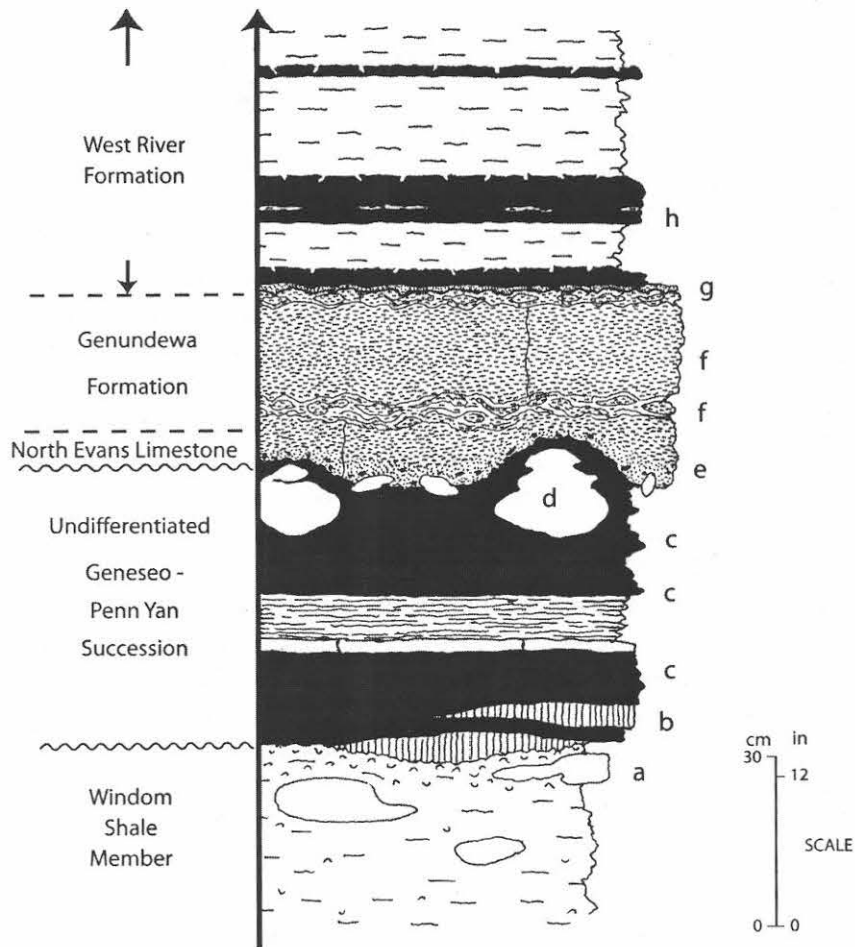 West River
Formation
h
g
Genundewa
Formation
f
f
North Evans Limestone
e
d
Undifferentiated
Geneseo -
Penn Yan
Succession
c
c
c
b
a
Windom
Shale
Member
cm in
30
12
SCALE
0 0